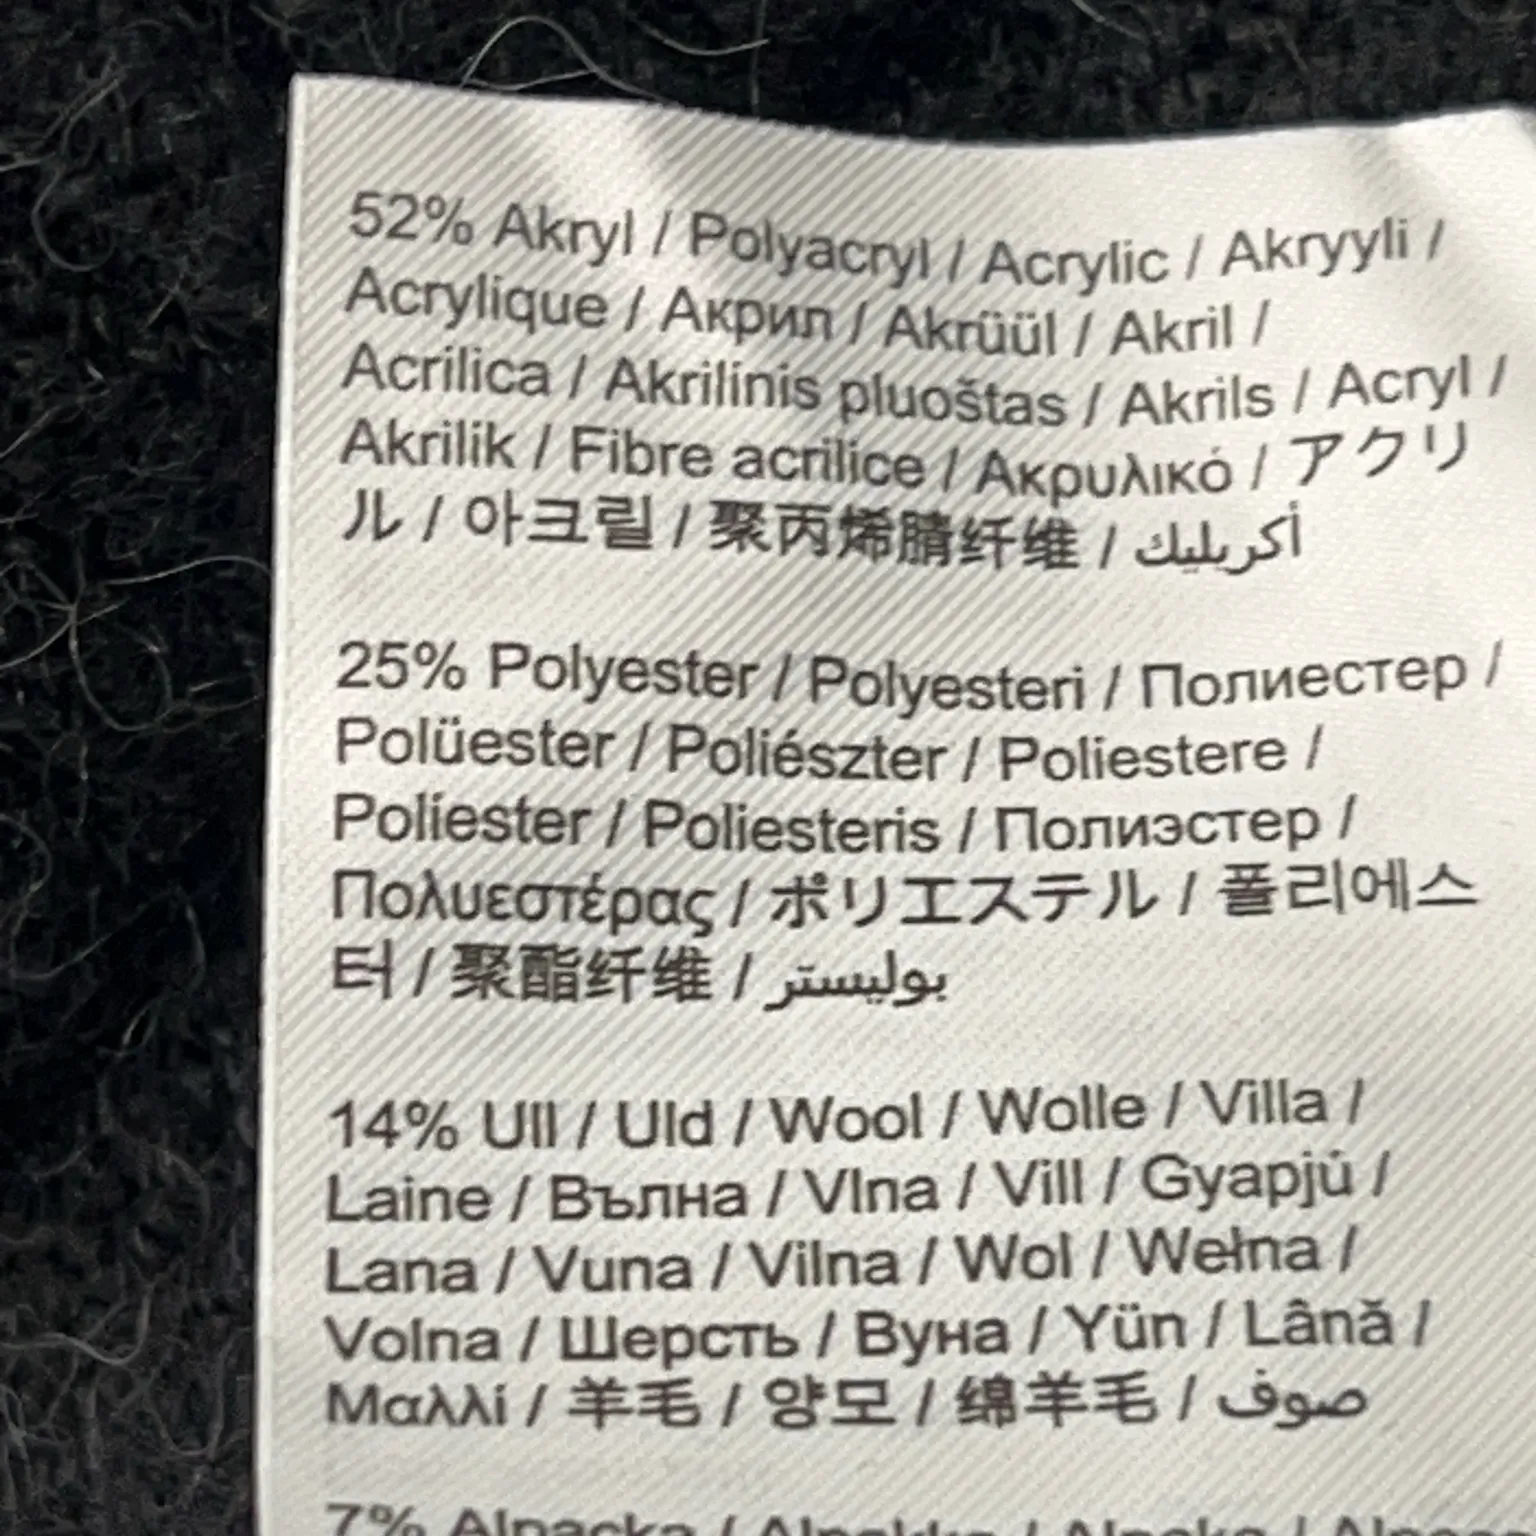 52% Akryl / Polyacryl / Acrylic / Akryyli /
Acrylique / Акрил / Akrüül / Akril /
Acrilica / Akrilinis pluoštas / Akrils / Acryl /
Akrilik / Fibre acrilice / Ακρυλικό / アクリ
ル / 아크릴 / 聚丙烯腈纤维 / أكريليك
25% Polyester / Polyesteri / Полиестер /
Polüester / Poliészter / Poliestere /
Poliester / Poliesteris / Полиэстер /
Πολυεστέρας / ポリエステル / 폴리에스
터 / 聚酯纤维 / بوليستر
14% Ull / Uld / Wool / Wolle / Villa /
Laine / Вълна / Vlna / Vill / Gyapjú /
Lana / Vuna / Vilna / Wol / Wełna /
Volna / Шерсть / Вуна / Yün / Lână /
Μαλλί / 羊毛 / 양모 / 绵羊毛 / صوف
7% Alpacka / Alpakka / Alpaka /